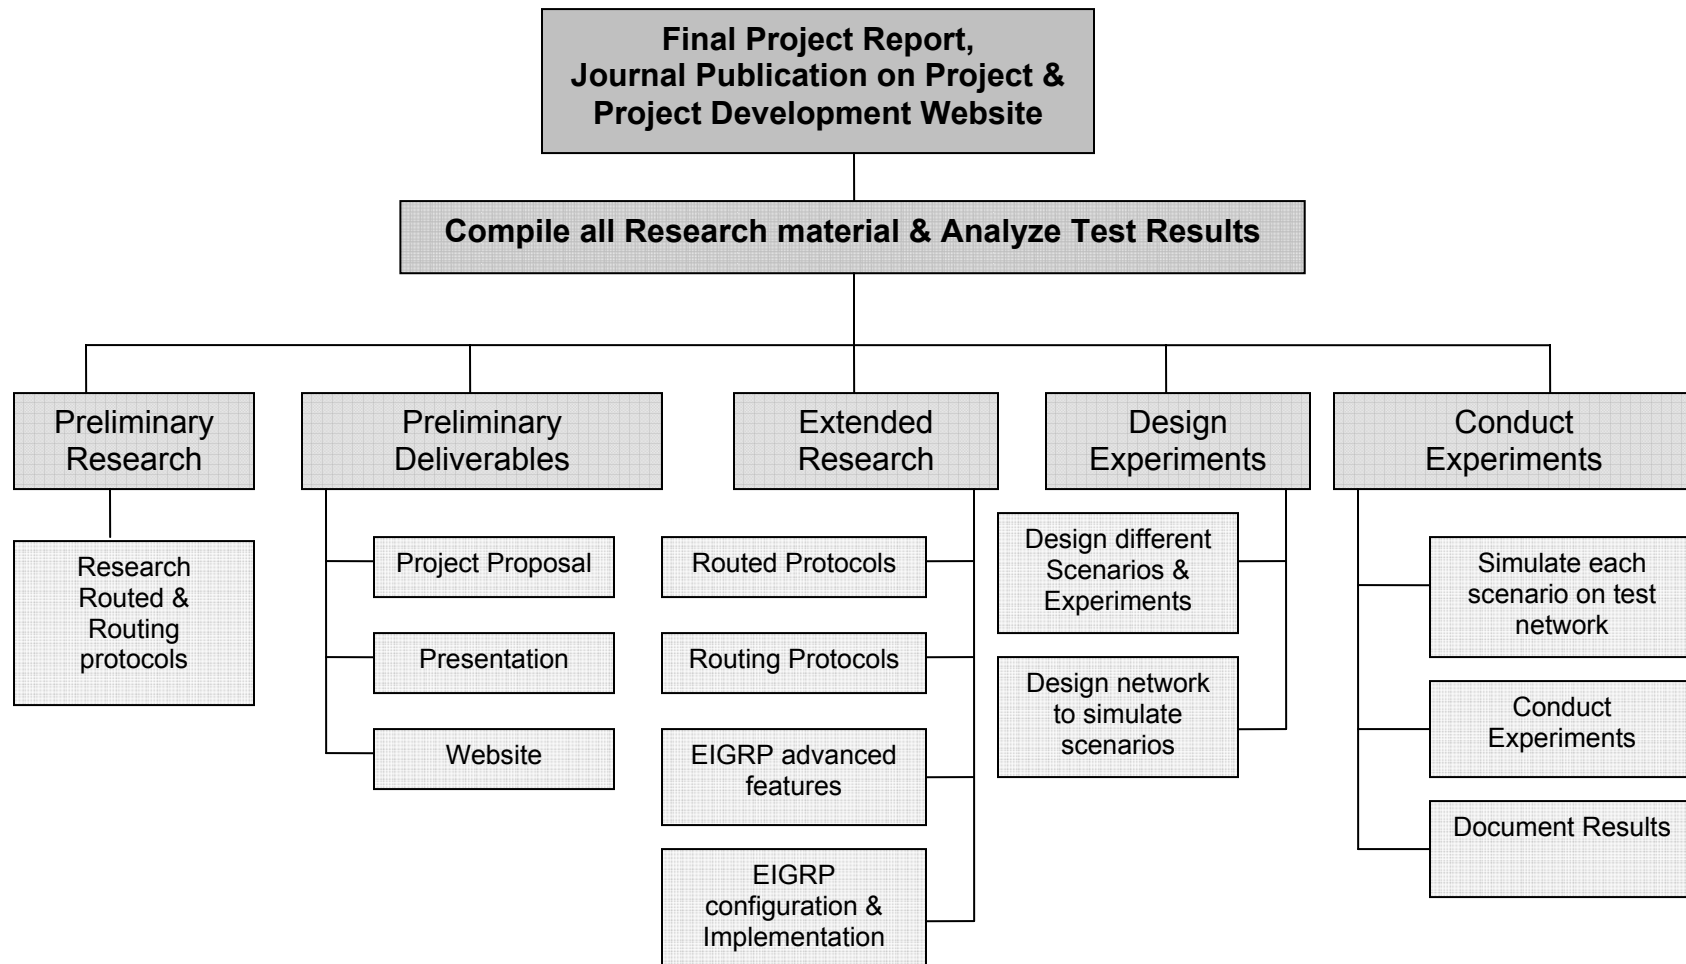 Final Project Report,
Journal Publication on Project &
Project Development Website
Compile all Research material & Analyze Test Results
Preliminary
Research
Preliminary
Deliverables
Extended
Research
Design
Experiments
Conduct
Experiments
Research
Routed &
Routing
protocols
Project Proposal
Presentation
Website
Routed Protocols
Routing Protocols
EIGRP advanced
features
EIGRP
configuration &
Implementation
Design different
Scenarios &
Experiments
Design network
to simulate
scenarios
Simulate each
scenario on test
network
Conduct
Experiments
Document Results